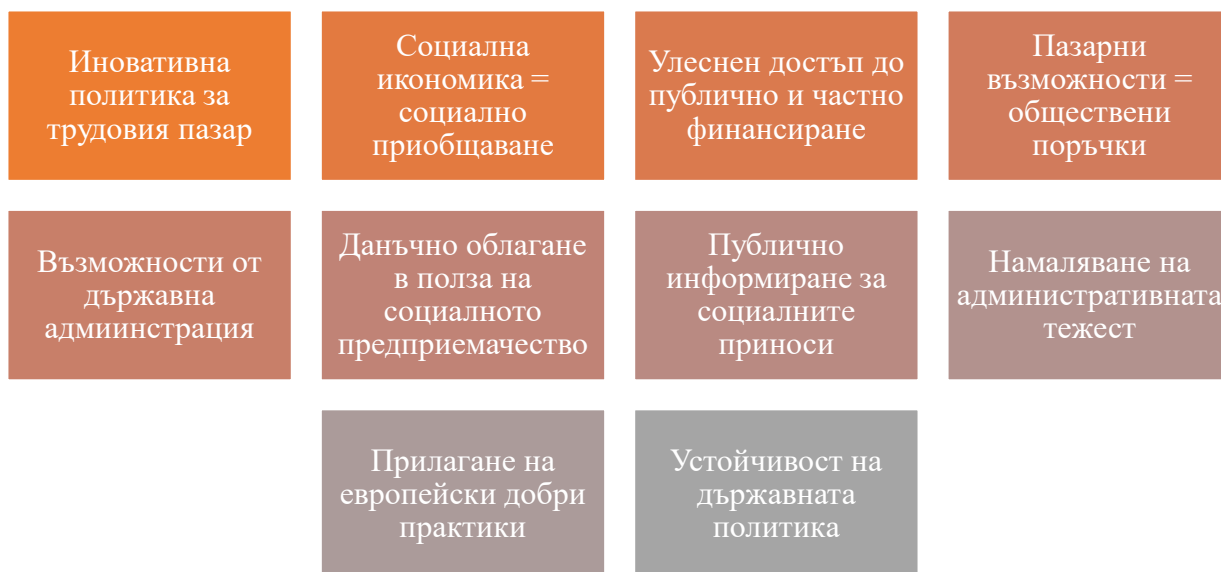 Иновативна
политика за
трудовия пазар
Социална
икономика =
социално
приобщаване
Улеснен достъп до
публично и частно
финансиране
Пазарни
възможности =
обществени
поръчки
Възможности от
държавна
адмиинстрация
Данъчно облагане
в полза на
социалното
предприемачество
Публично
информиране за
социалните
приноси
Намаляване на
административната
тежест
Прилагане на
европейски добри
практики
Устойчивост на
държавната
политика